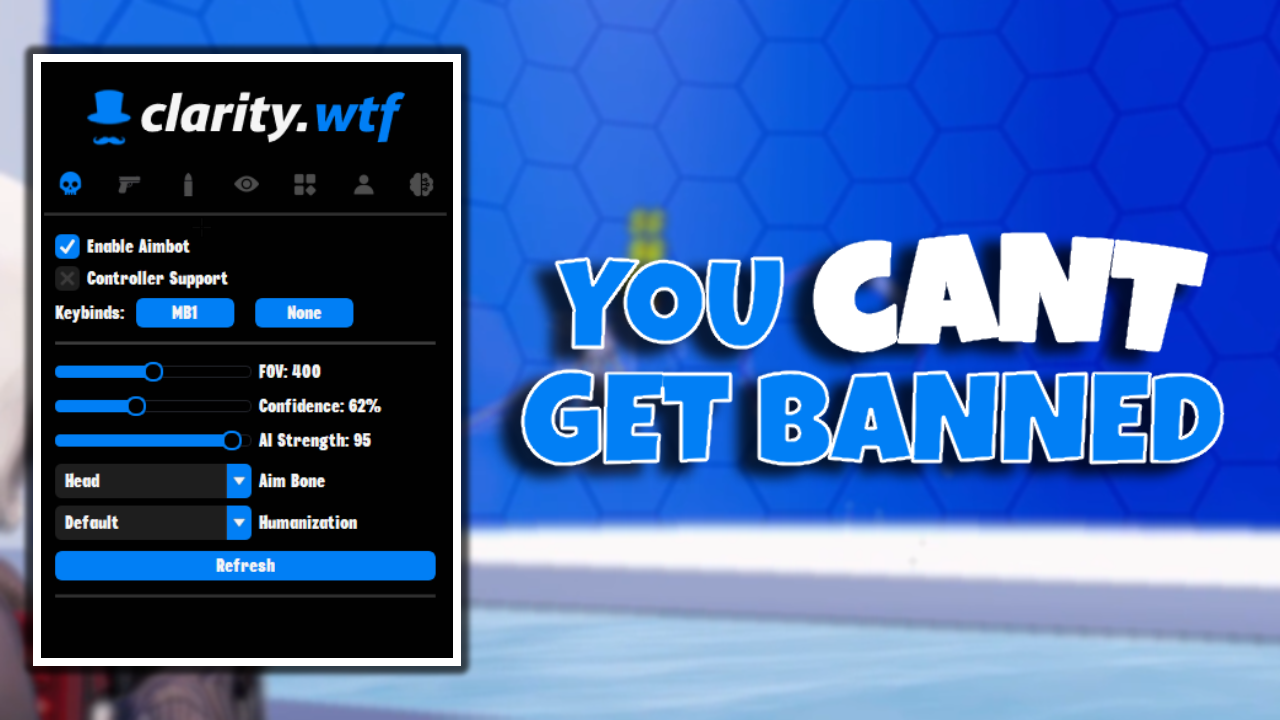 clarity.wtf
Enable Aimbot
Controller Support
Keybinds: MB1 None
FOV: 400
Confidence: 62%
AI Strength: 95
Head Aim Bone
Default Humanization
Refresh
YOU CANT
GET BANNED